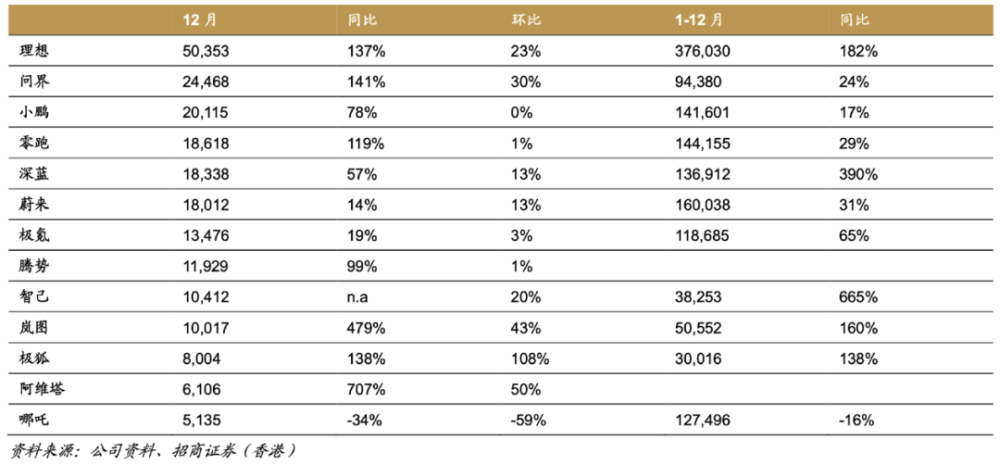 12 月 同比 环比 1-12 月 同比
理想 50,353 137% 23% 376,030 182%
问界 24,468 141% 30% 94,380 24%
小鹏 20,115 78% 0% 141,601 17%
零跑 18,618 119% 1% 144,155 29%
深蓝 18,338 57% 13% 136,912 390%
蔚来 18,012 14% 13% 160,038 31%
极氪 13,476 19% 3% 118,685 65%
腾势 11,929 99% 1%
智己 10,412 n.a 20% 38,253 665%
岚图 10,017 479% 43% 50,552 160%
极狐 8,004 138% 108% 30,016 138%
阿维塔 6,106 707% 50%
哪吒 5,135 -34% -59% 127,496 -16%
资料来源：公司资料、招商证券（香港）